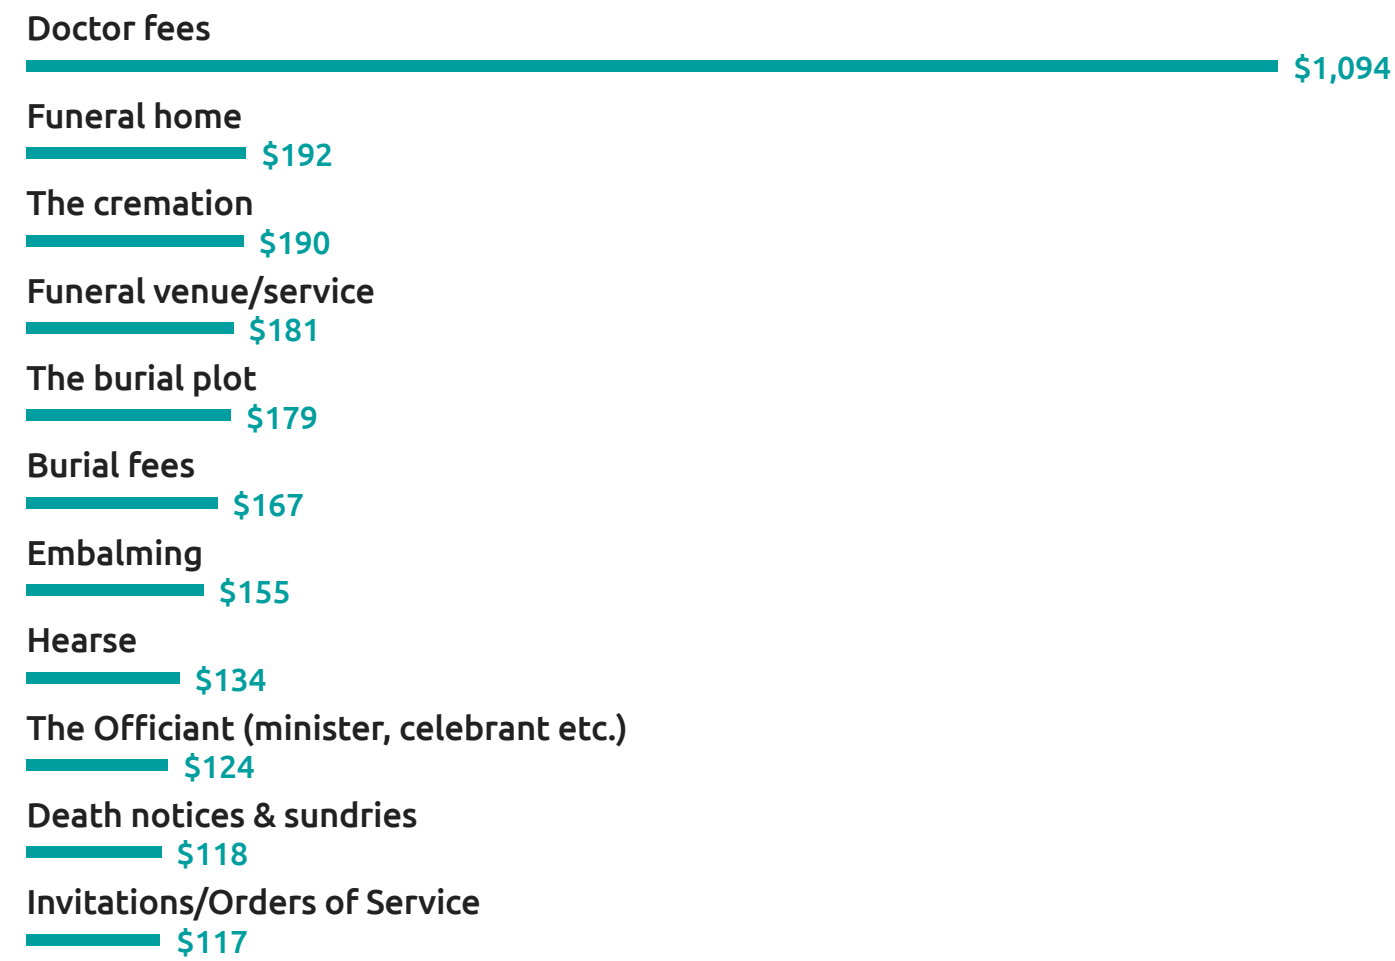 Doctor fees
$1,094
Funeral home
$192
The cremation
$190
Funeral venue/service
$181
The burial plot
$179
Burial fees
$167
Embalming
$155
Hearse
$134
The Officiant (minister, celebrant etc.)
$124
Death notices & sundries
$118
Invitations/Orders of Service
$117